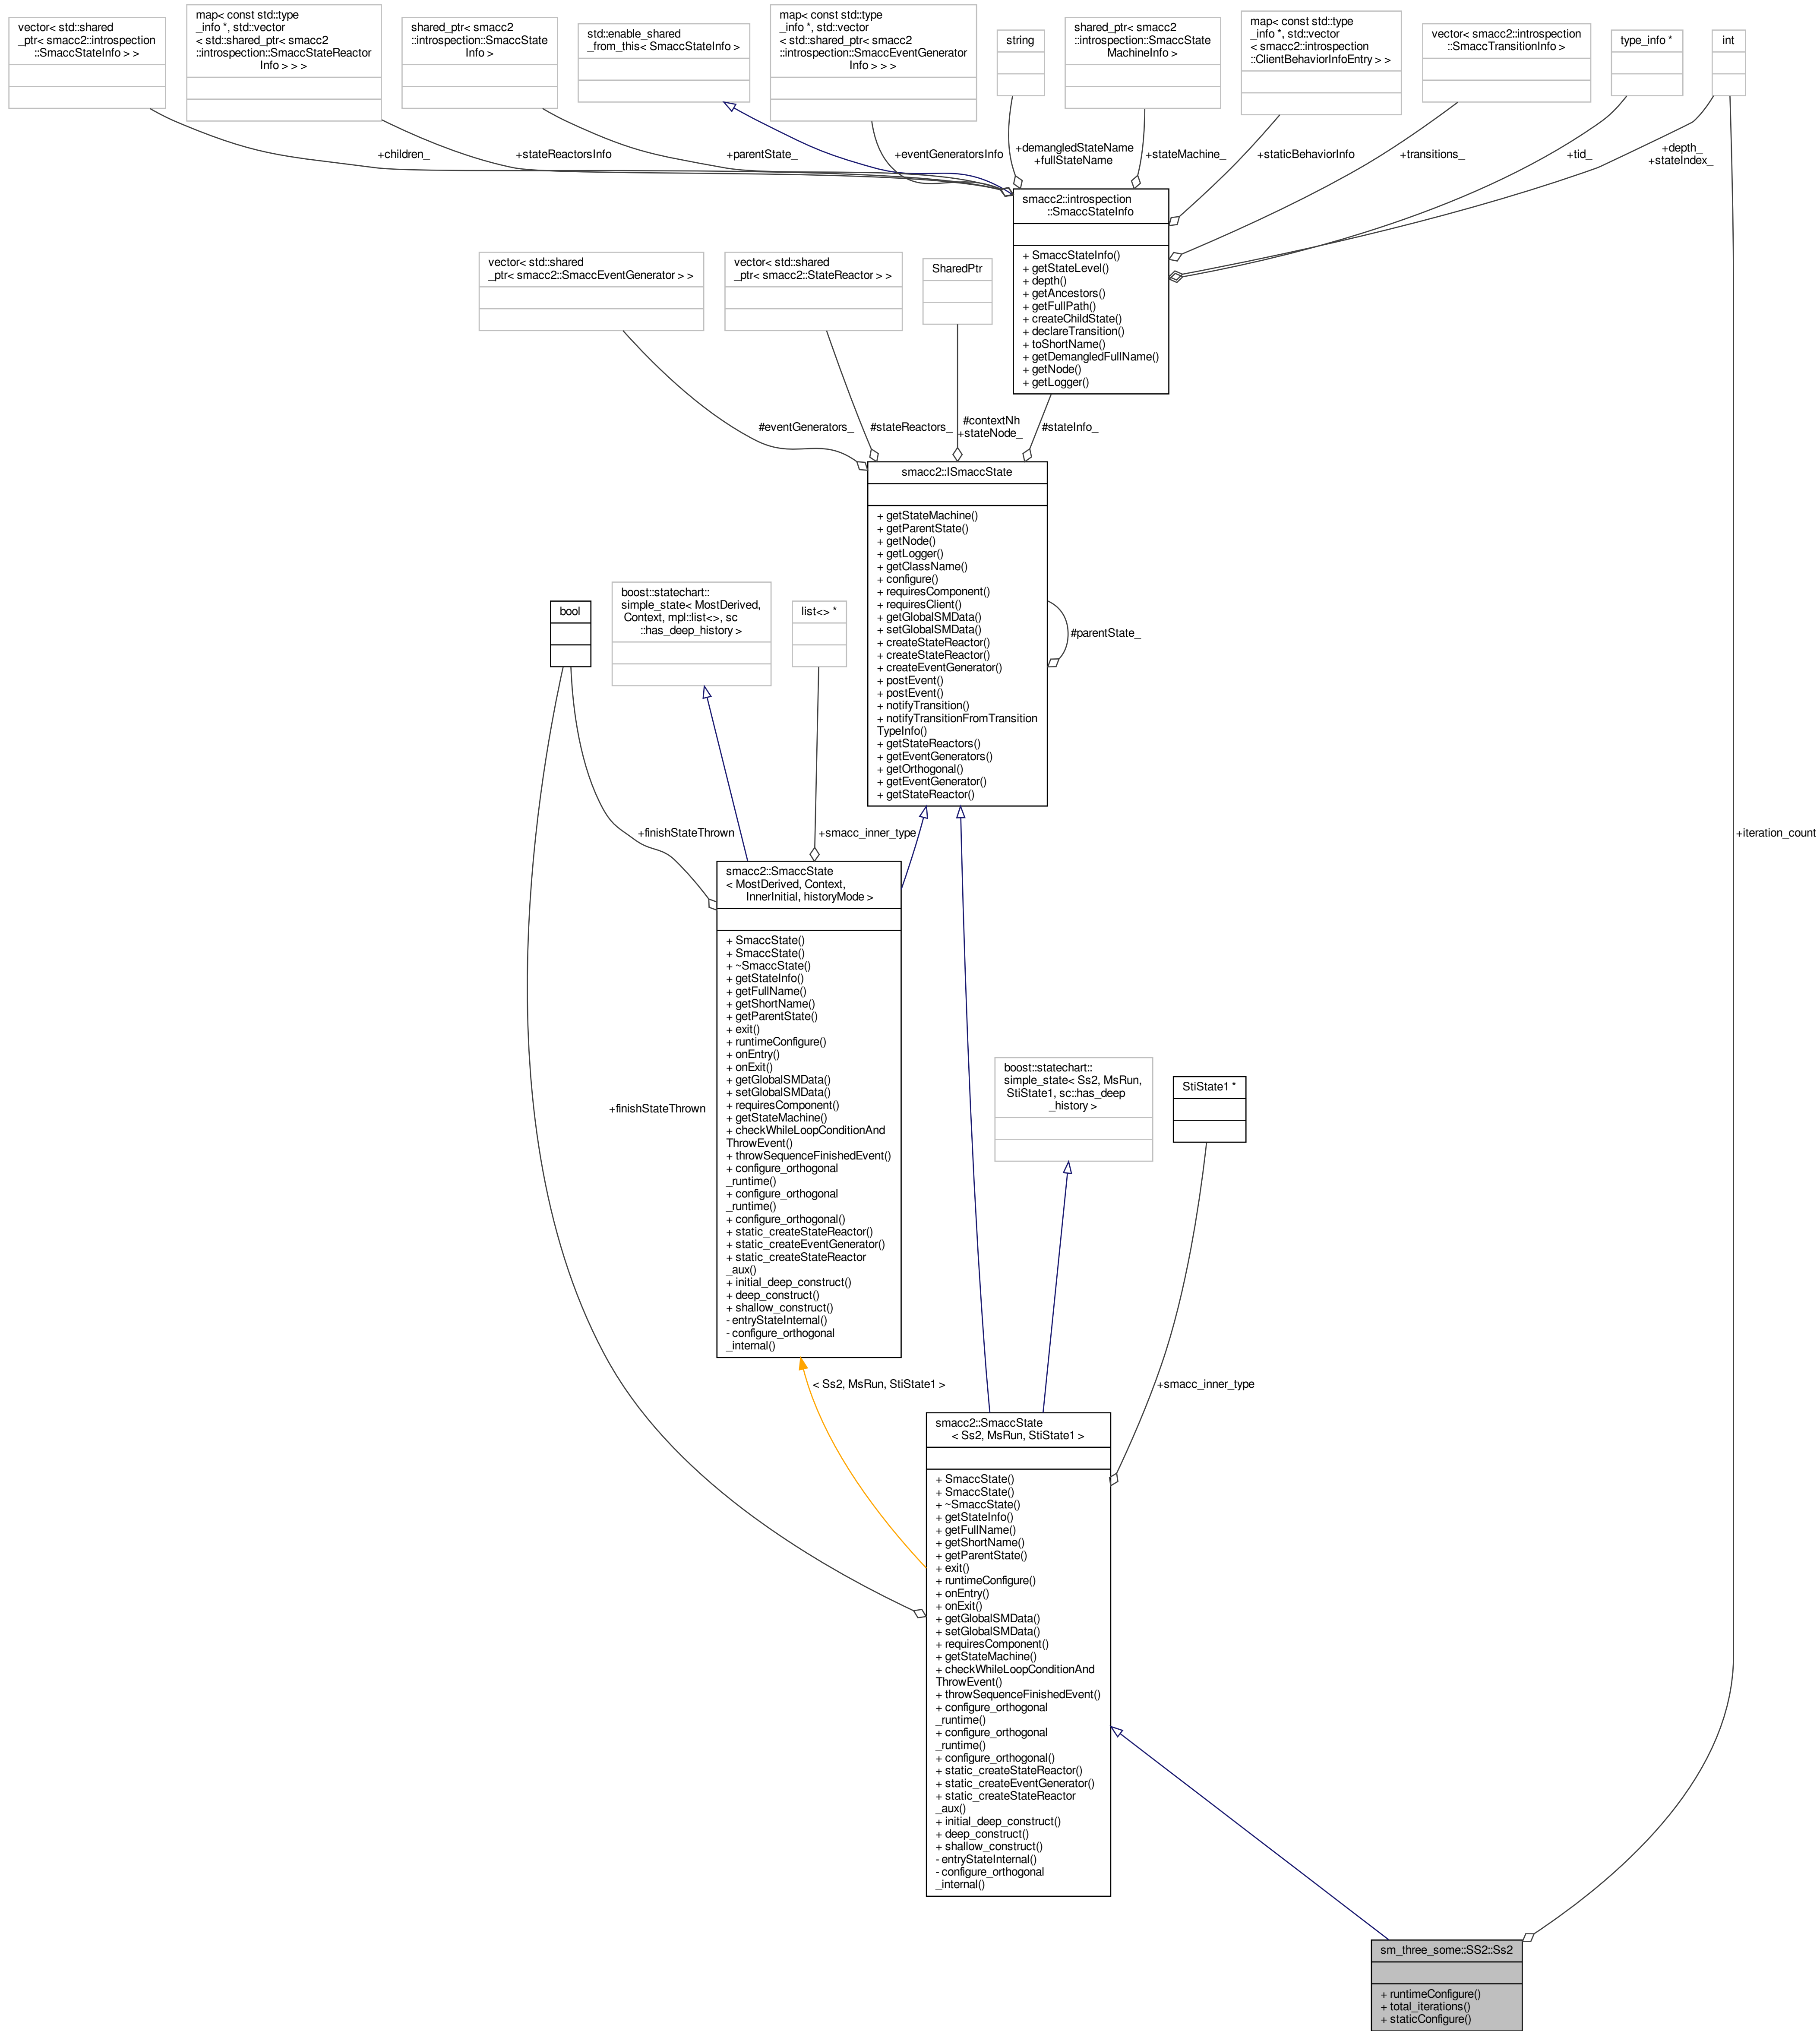 vector< std::shared
_ptr< smacc2::introspection
::SmaccStateInfo > >
map< const std::type
_info *, std::vector
< std::shared_ptr< smacc2
::introspection::SmaccStateReactor
Info > > >
shared_ptr< smacc2
::introspection::SmaccState
Info >
std::enable_shared
_from_this< SmaccStateInfo >
map< const std::type
_info *, std::vector
< std::shared_ptr< smacc2
::introspection::SmaccEventGenerator
Info > > >
string
shared_ptr< smacc2
::introspection::SmaccState
MachineInfo >
map< const std::type
_info *, std::vector
< smacc2::introspection
::ClientBehaviorInfoEntry > >
vector< smacc2::introspection
::SmaccTransitionInfo >
type_info *
int
+children_
+stateReactorsInfo
+parentState_
+eventGeneratorsInfo
+demangledStateName
+fullStateName
+stateMachine_
+staticBehaviorInfo
+transitions_
+tid_
+depth_
+stateIndex_
smacc2::introspection
::SmaccStateInfo
+ SmaccStateInfo()
+ getStateLevel()
+ depth()
+ getAncestors()
+ getFullPath()
+ createChildState()
+ declareTransition()
+ toShortName()
+ getDemangledFullName()
+ getNode()
+ getLogger()
vector< std::shared
_ptr< smacc2::SmaccEventGenerator > >
vector< std::shared
_ptr< smacc2::StateReactor > >
SharedPtr
#eventGenerators_
#stateReactors_
#contextNh
+stateNode_
#stateInfo_
smacc2::ISmaccState
+ getStateMachine()
+ getParentState()
+ getNode()
+ getLogger()
+ getClassName()
+ configure()
+ requiresComponent()
+ requiresClient()
+ getGlobalSMData()
+ setGlobalSMData()
+ createStateReactor()
+ createStateReactor()
+ createEventGenerator()
+ postEvent()
+ postEvent()
+ notifyTransition()
+ notifyTransitionFromTransition
TypeInfo()
+ getStateReactors()
+ getEventGenerators()
+ getOrthogonal()
+ getEventGenerator()
+ getStateReactor()
#parentState_
bool
boost::statechart::
simple_state< MostDerived,
Context, mpl::list<>, sc
::has_deep_history >
list<> *
+finishStateThrown
+smacc_inner_type
+iteration_count
smacc2::SmaccState
< MostDerived, Context,
InnerInitial, historyMode >
+ SmaccState()
+ SmaccState()
+ ~SmaccState()
+ getStateInfo()
+ getFullName()
+ getShortName()
+ getParentState()
+ exit()
+ runtimeConfigure()
+ onEntry()
+ onExit()
+ getGlobalSMData()
+ setGlobalSMData()
+ requiresComponent()
+ getStateMachine()
+ checkWhileLoopConditionAnd
ThrowEvent()
+ throwSequenceFinishedEvent()
+ configure_orthogonal
_runtime()
+ configure_orthogonal
_runtime()
+ configure_orthogonal()
+ static_createStateReactor()
+ static_createEventGenerator()
+ static_createStateReactor
_aux()
+ initial_deep_construct()
+ deep_construct()
+ shallow_construct()
- entryStateInternal()
- configure_orthogonal
_internal()
+finishStateThrown
boost::statechart::
simple_state< Ss2, MsRun,
StiState1, sc::has_deep
_history >
StiState1 *
< Ss2, MsRun, StiState1 >
+smacc_inner_type
smacc2::SmaccState
< Ss2, MsRun, StiState1 >
+ SmaccState()
+ SmaccState()
+ ~SmaccState()
+ getStateInfo()
+ getFullName()
+ getShortName()
+ getParentState()
+ exit()
+ runtimeConfigure()
+ onEntry()
+ onExit()
+ getGlobalSMData()
+ setGlobalSMData()
+ requiresComponent()
+ getStateMachine()
+ checkWhileLoopConditionAnd
ThrowEvent()
+ throwSequenceFinishedEvent()
+ configure_orthogonal
_runtime()
+ configure_orthogonal
_runtime()
+ configure_orthogonal()
+ static_createStateReactor()
+ static_createEventGenerator()
+ static_createStateReactor
_aux()
+ initial_deep_construct()
+ deep_construct()
+ shallow_construct()
- entryStateInternal()
- configure_orthogonal
_internal()
sm_three_some::SS2::Ss2
+ runtimeConfigure()
+ total_iterations()
+ staticConfigure()